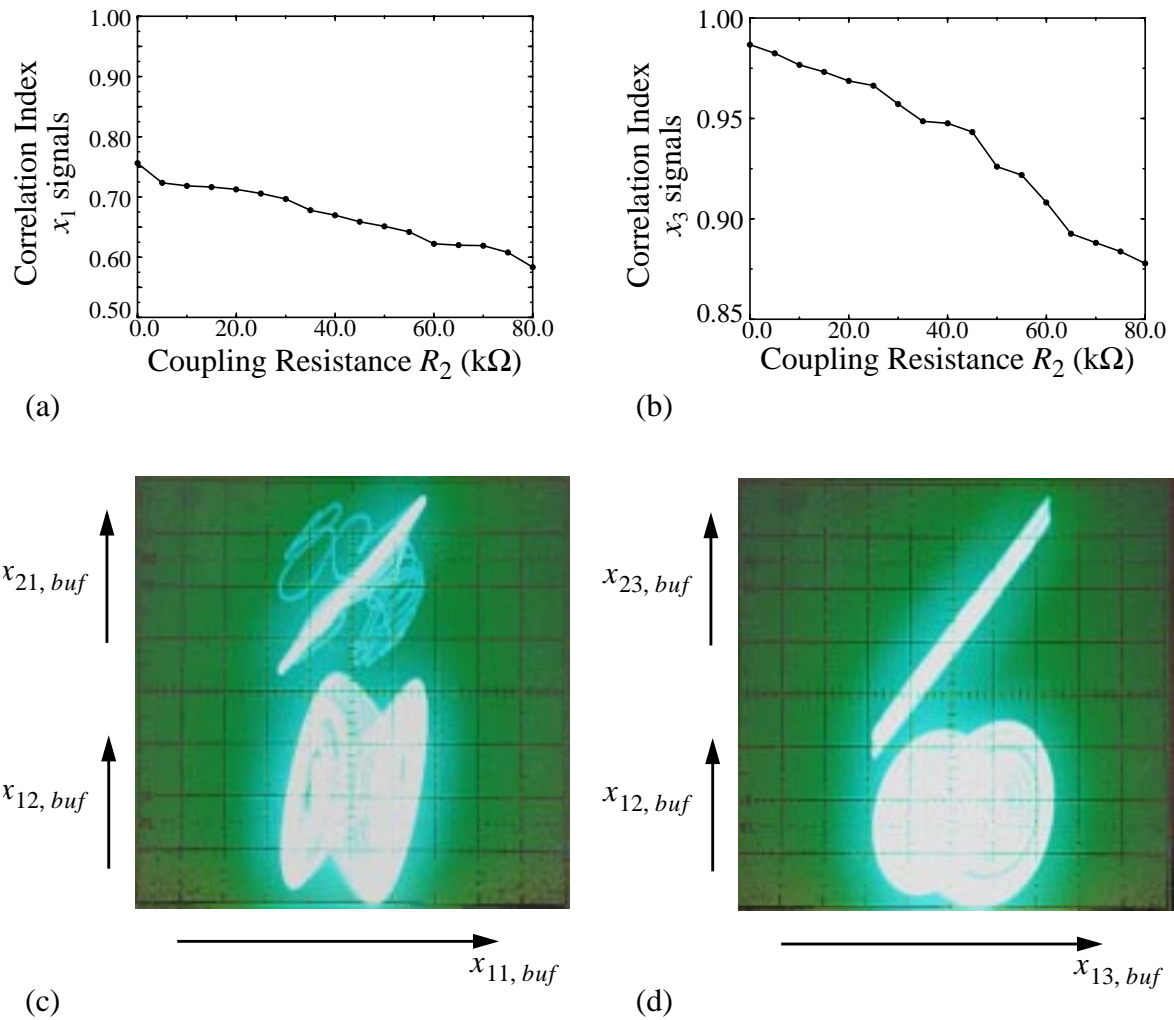 1.00
0.90
0.80
0.70
0.60
0.50
Correlation Index
x1 signals
0.0 20.0 40.0 60.0 80.0
Coupling Resistance R2 (kΩ)
(a)
1.00
0.95
0.90
0.85
Correlation Index
x3 signals
0.0 20.0 40.0 60.0 80.0
Coupling Resistance R2 (kΩ)
(b)
x21, buf
x12, buf
x11, buf
(c)
x23, buf
x12, buf
x13, buf
(d)